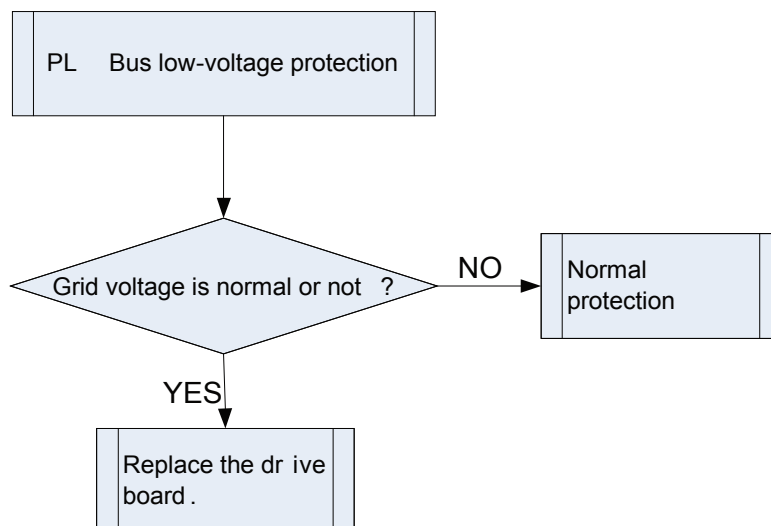 PL Bus low-voltage protection
Grid voltage is normal or not ?
NO
Normal
protection
YES
Replace the dr ive
board .